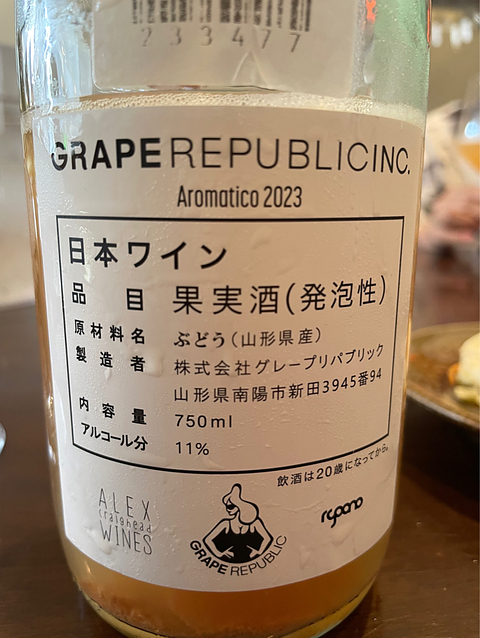 233477
GRAPEREPUBLICINC.
Aromatico 2023
日本ワイン
品 目 果実酒(発泡性)
原材料名 ぶどう(山形県産)
製造者 株式会社グレープリパブリック
山形県南陽市新田3945番94
内容量 750ml
アルコール分 11%
飲酒は20歳になってから。
ALEX
craighead
WINES
GRAPE REPUBLIC